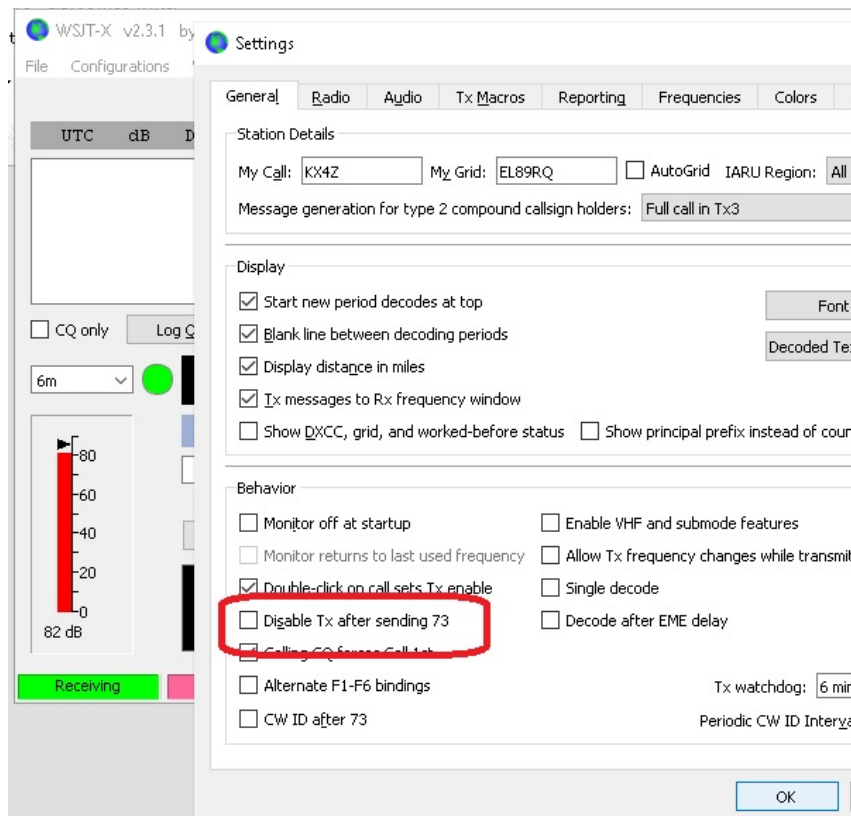 WSJT-X v2.3.1 by
File Configurations
UTC dB D
CQ only Log Q
6m
80
60
40
20
0
82 dB
Receiving
Settings
General Radio Audio Tx Macros Reporting Frequencies Colors
Station Details
My Call: KX4Z My Grid: EL89RQ AutoGrid IARU Region: All
Message generation for type 2 compound callsign holders: Full call in Tx3
Display
Start new period decodes at top
Font
Blank line between decoding periods
Decoded Te
Display distance in miles
Tx messages to Rx frequency window
Show DXCC, grid, and worked-before status Show principal prefix instead of cour
Behavior
Monitor off at startup Enable VHF and submode features
Monitor returns to last used frequency Allow Tx frequency changes while transmit
Double-click on call sets Tx enable Single decode
Disable Tx after sending 73 Decode after EME delay
Calling CQ forces Call 1st
Alternate F1-F6 bindings Tx watchdog: 6 min
CW ID after 73 Periodic CW ID Interva
OK